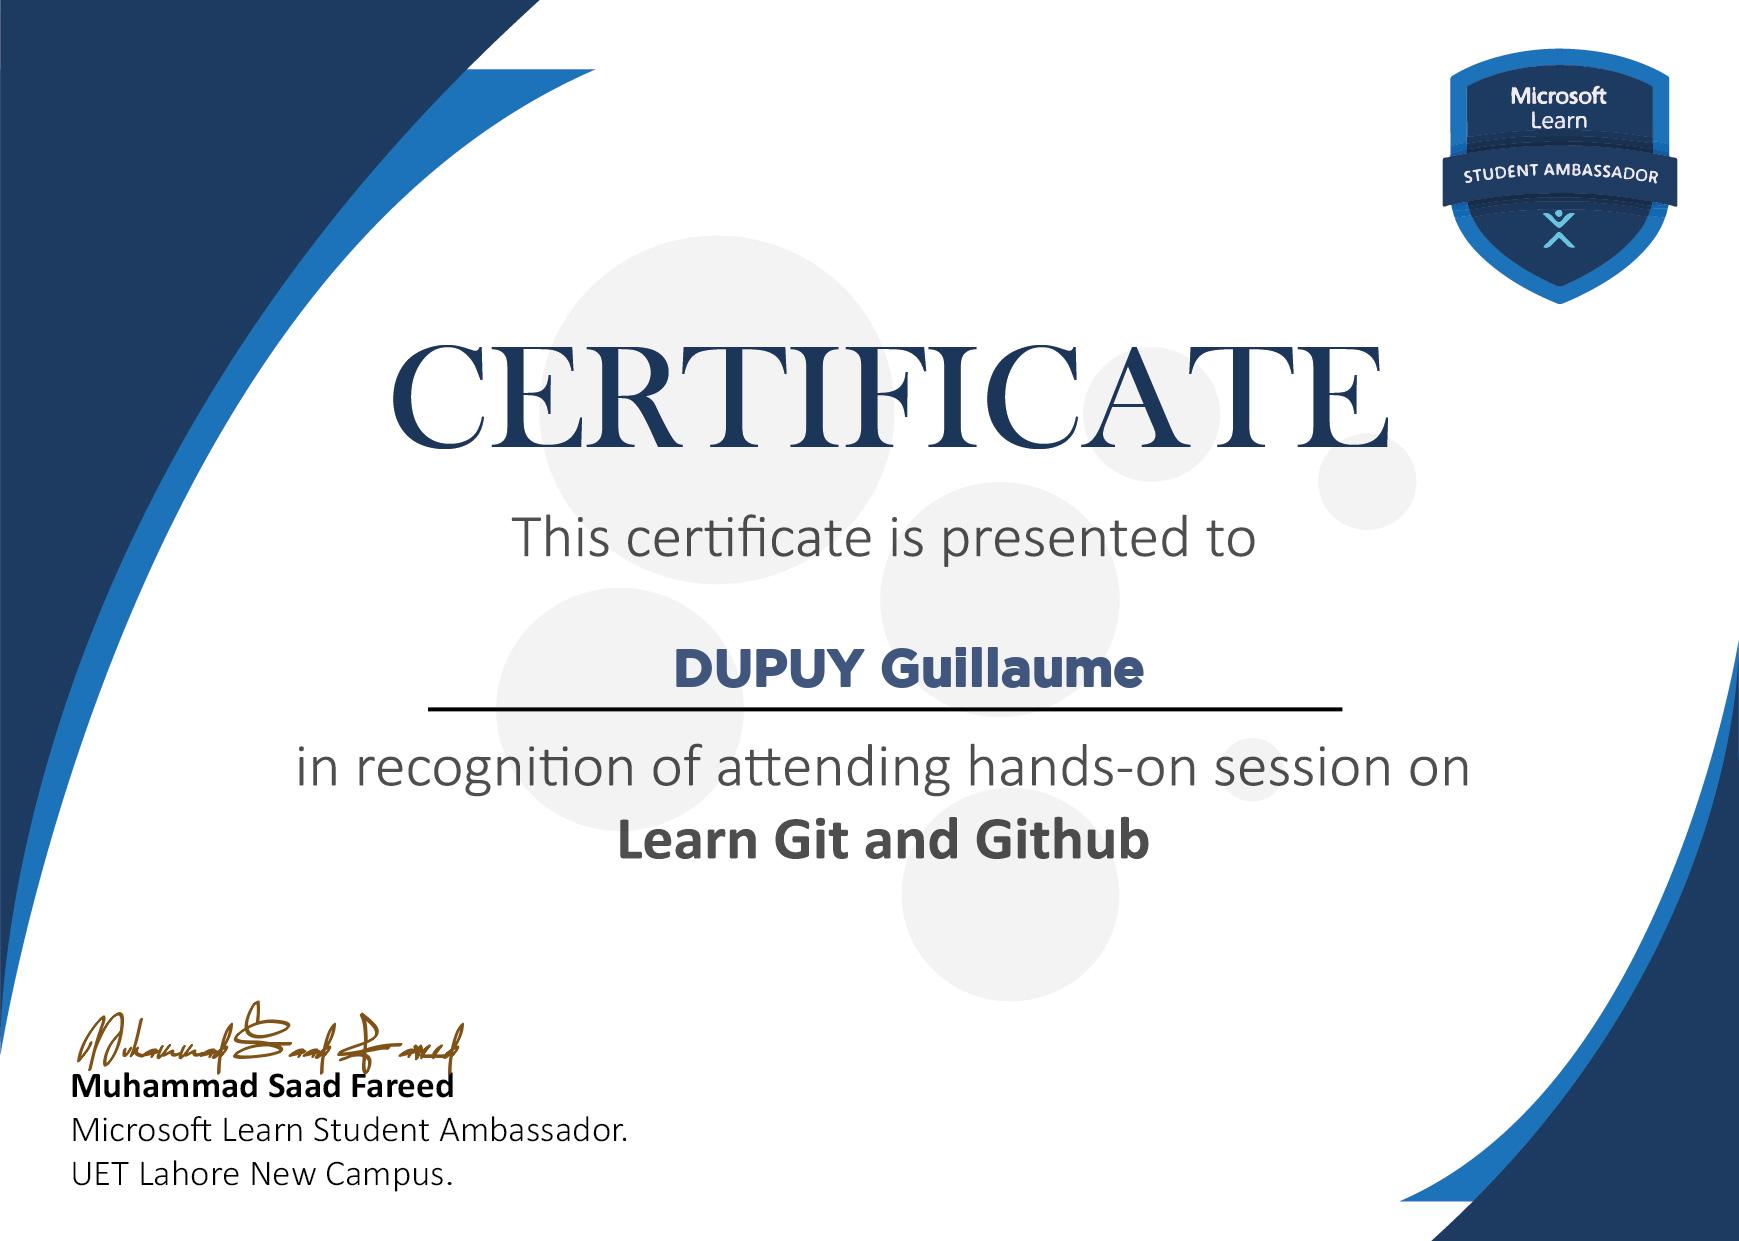 Microsoft
Learn
STUDENT AMBASSADOR
CERTIFICATE
This certificate is presented to
DUPUY Guillaume
in recognition of attending hands-on session on
Learn Git and Github
Muhammad Saad Fareed
Muhammad Saad Fareed
Microsoft Learn Student Ambassador.
UET Lahore New Campus.